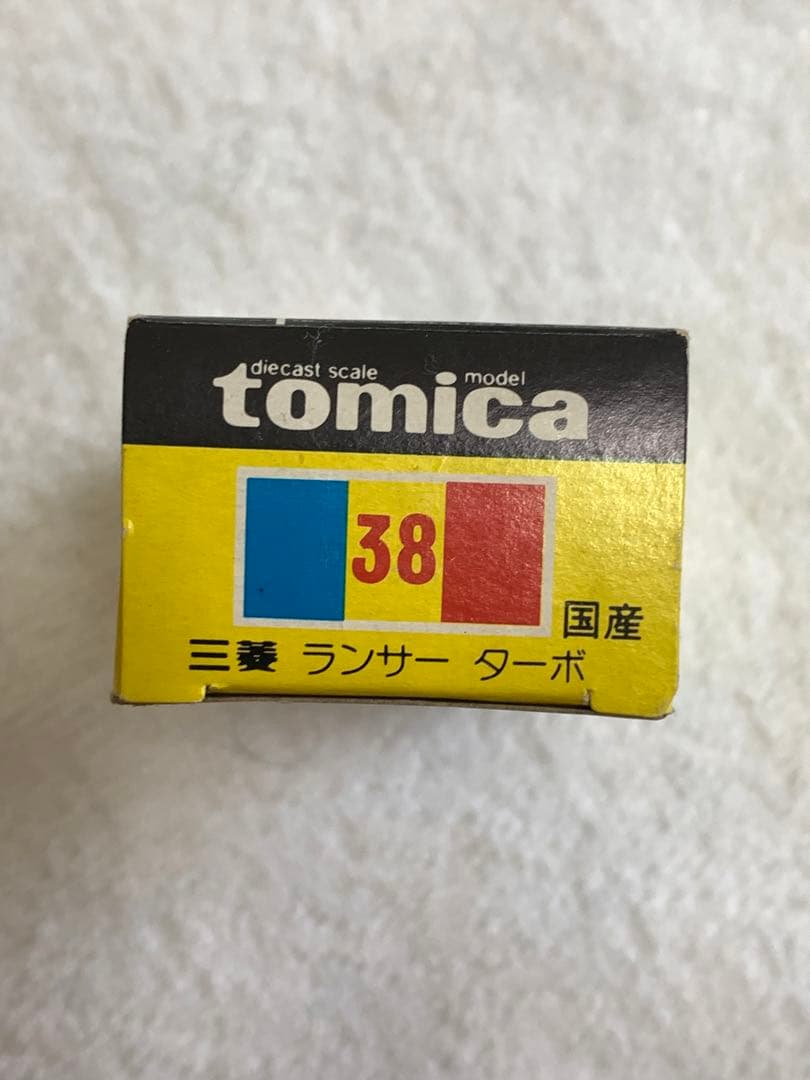 diecast scale model
tomica
38
国産
三菱 ランサー ターボ